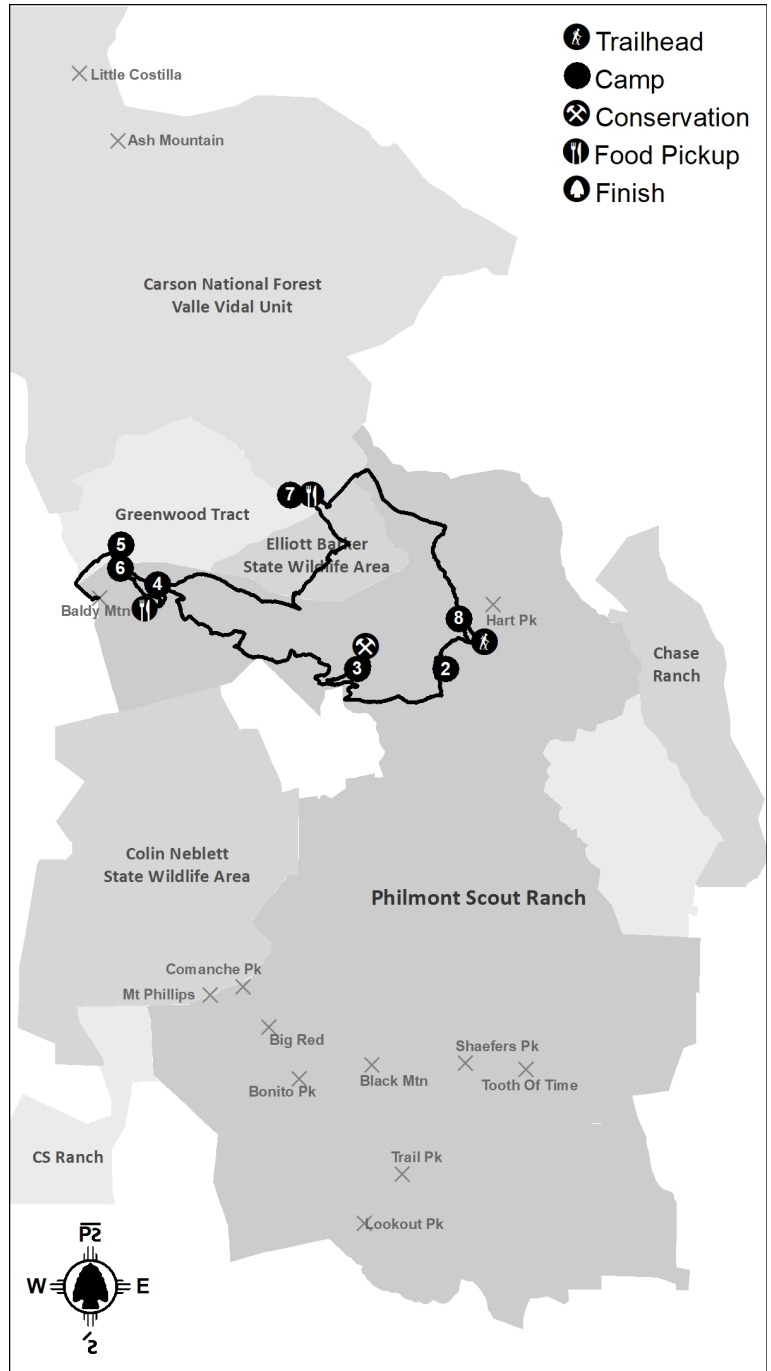 Trailhead
Camp
Conservation
Food Pickup
Finish
Little Costilla
Ash Mountain
Carson National Forest
Valle Vidal Unit
7
Greenwood Tract
Elliott Barker
State Wildlife Area
5
6
4
Baldy Mtn
8
Hart Pk
3
2
Chase
Ranch
Colin Neblett
State Wildlife Area
Philmont Scout Ranch
Comanche Pk
Mt Phillips
Big Red
Shaefers Pk
Black Mtn
Tooth Of Time
Bonito Pk
CS Ranch
Trail Pk
Lookout Pk
W
E